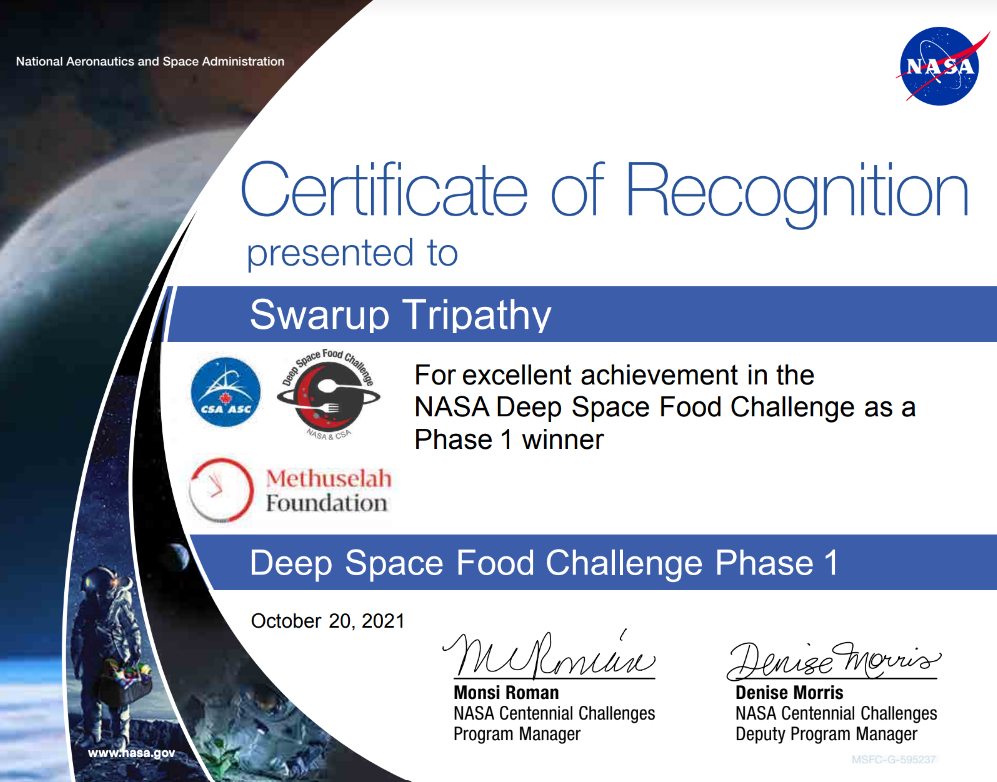 National Aeronautics and Space Administration
NASA
Certificate of Recognition
presented to
Swarup Tripathy
CSA ASC
Deep Space Food Challenge
NASA & CSA
For excellent achievement in the
NASA Deep Space Food Challenge as a
Phase 1 winner
Methuselah
Foundation
Deep Space Food Challenge Phase 1
October 20, 2021
Denise Morris
Monsi Roman
NASA Centennial Challenges
Program Manager
Denise Morris
NASA Centennial Challenges
Deputy Program Manager
www.nasa.gov
MSFC-G-595237